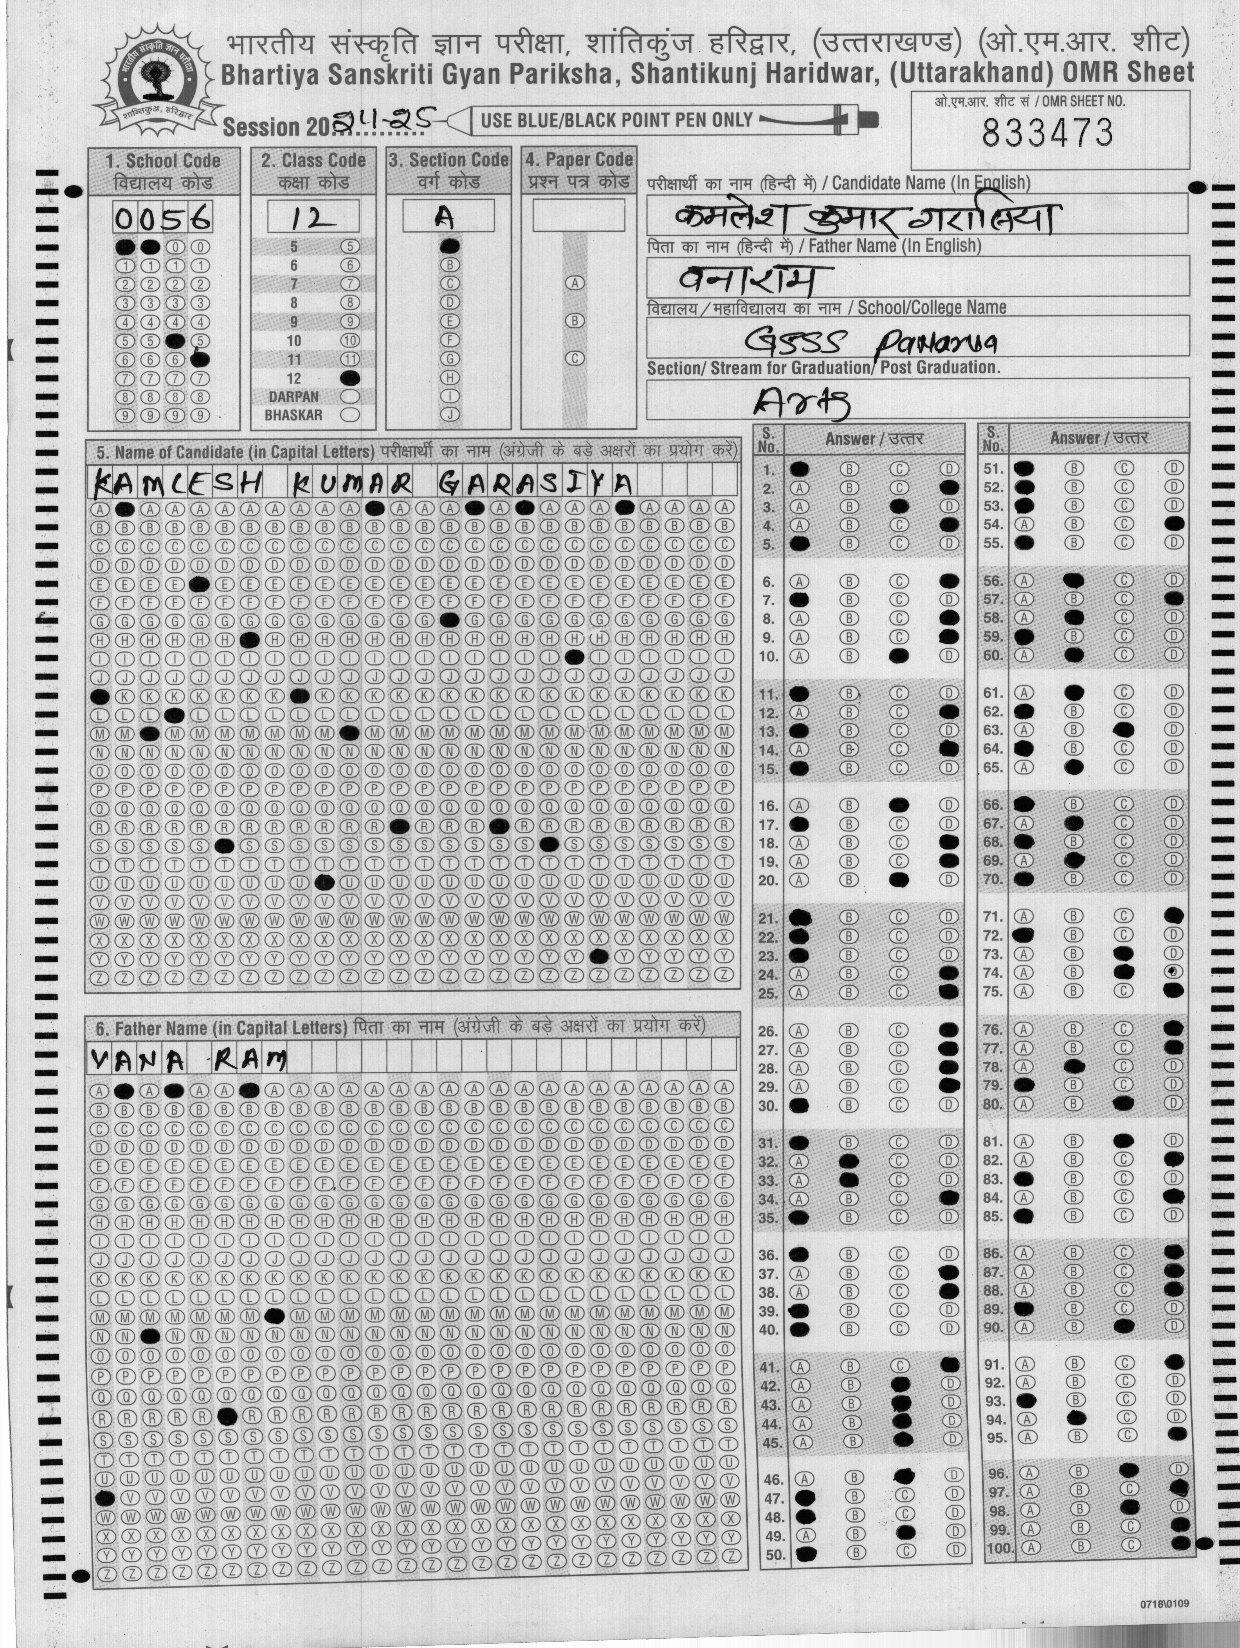 भारतीय संस्कृति ज्ञान परीक्षा, शांतिकुंज हरिद्वार, (उत्तराखण्ड) (ओ.एम.आर. शीट)
Bhartiya Sanskriti Gyan Pariksha, Shantikunj Haridwar, (Uttarakhand) OMR Sheet
Session 2024-25
USE BLUE/BLACK POINT PEN ONLY
ओ.एम.आर. शीट सं / OMR SHEET NO.
833473
1. School Code
विद्यालय कोड
0056
2. Class Code
कक्षा कोड
12
5
6
7
8
9
10
11
12
DARPAN
BHASKAR
3. Section Code
वर्ग कोड
A
4. Paper Code
प्रश्न पत्र कोड
A
B
C
परीक्षार्थी का नाम (हिन्दी में) / Candidate Name (In English)
कमलेश कुमार गरासिया
पिता का नाम (हिन्दी में) / Father Name (In English)
वनाराम
विद्यालय / महाविद्यालय का नाम / School/College Name
GSSS
Section/ Stream for Graduation/ Post Graduation.
Arts
5. Name of Candidate (in Capital Letters) परीक्षार्थी का नाम (अंग्रेजी के बड़े अक्षरों का प्रयोग करें)
KAMLESH KUMAR GARASIYA
6. Father Name (in Capital Letters) पिता का नाम (अंग्रेजी के बड़े अक्षरों का प्रयोग करें)
VANA RAM
S. No. Answer / उत्तर
S. No. Answer / उत्तर
0718\0109